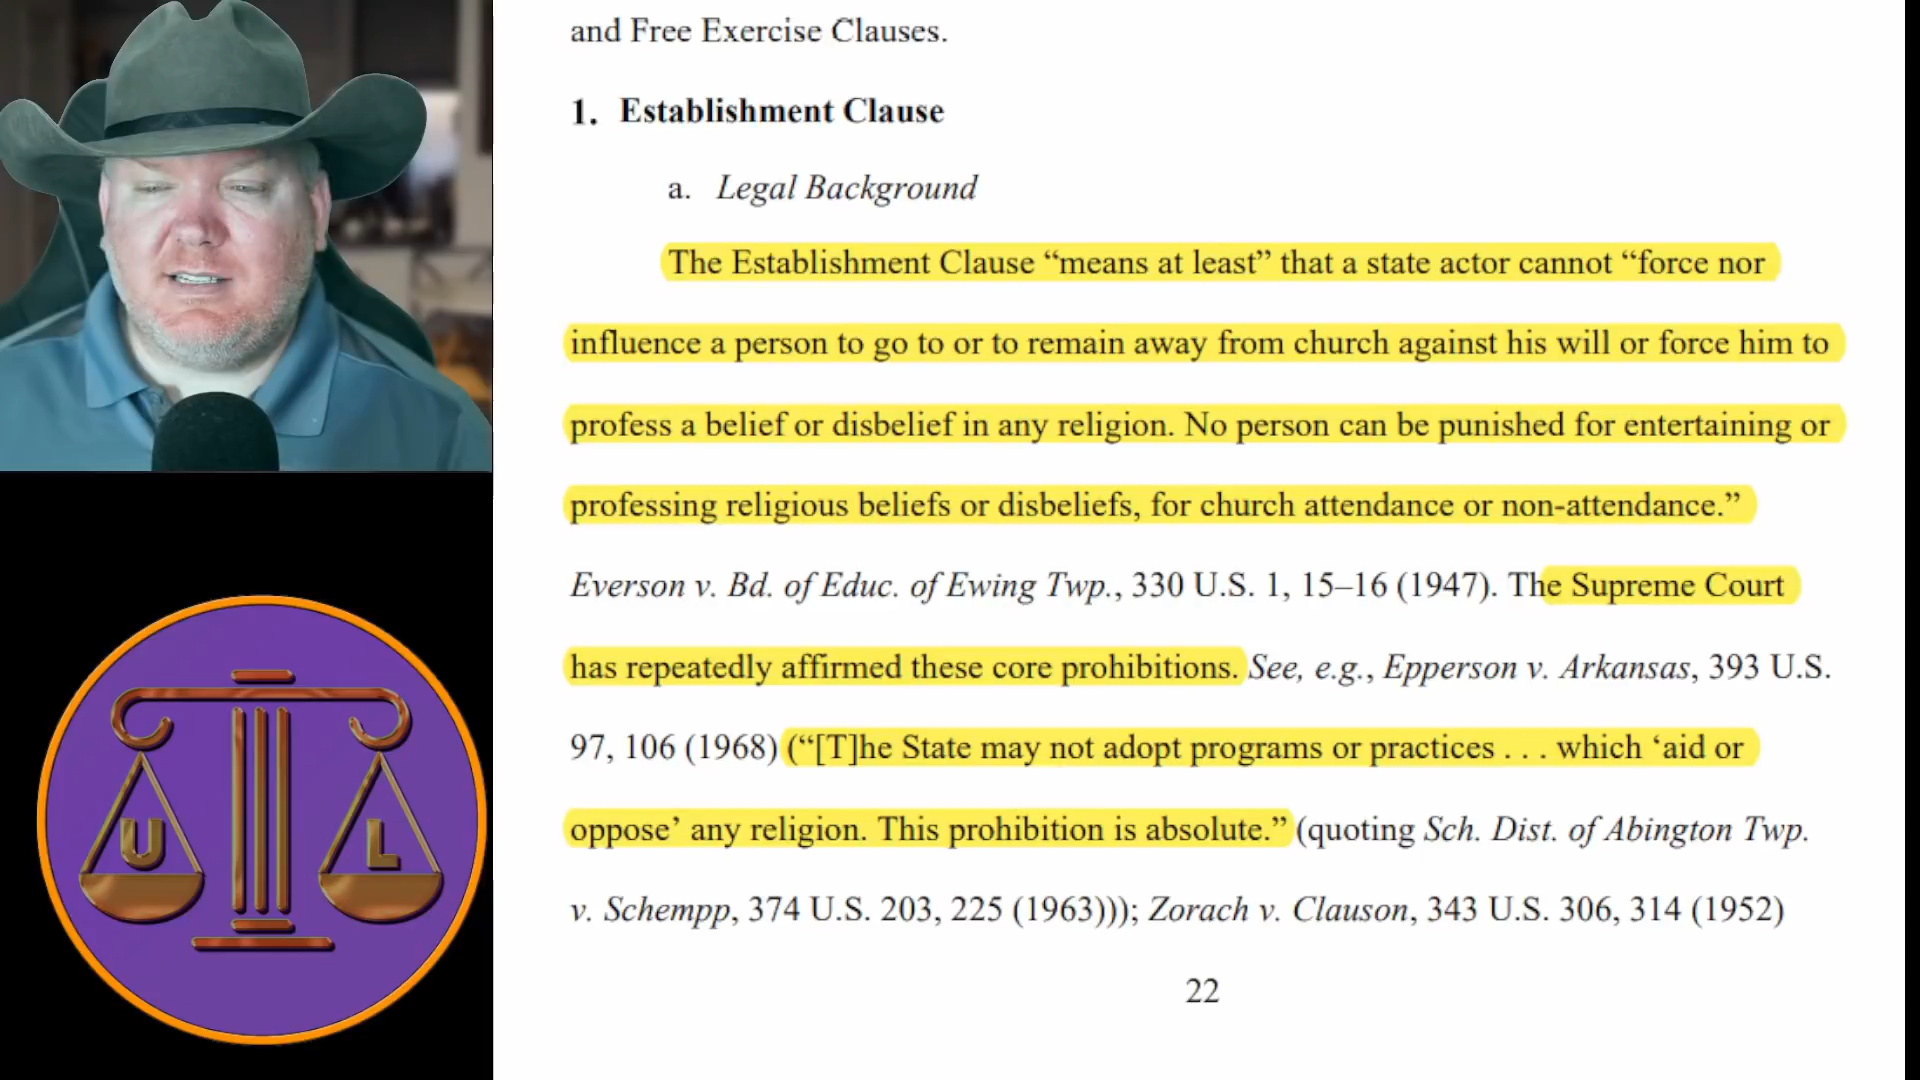 and Free Exercise Clauses.
1. Establishment Clause
a. Legal Background
The Establishment Clause “means at least” that a state actor cannot “force nor
influence a person to go to or to remain away from church against his will or force him to
profess a belief or disbelief in any religion. No person can be punished for entertaining or
professing religious beliefs or disbeliefs, for church attendance or non-attendance.”
Everson v. Bd. of Educ. of Ewing Twp., 330 U.S. 1, 15–16 (1947). The Supreme Court
has repeatedly affirmed these core prohibitions. See, e.g., Epperson v. Arkansas, 393 U.S.
97, 106 (1968) (“[T]he State may not adopt programs or practices . . . which ‘aid or
oppose’ any religion. This prohibition is absolute.” (quoting Sch. Dist. of Abington Twp.
v. Schempp, 374 U.S. 203, 225 (1963))); Zorach v. Clauson, 343 U.S. 306, 314 (1952)
22
U L